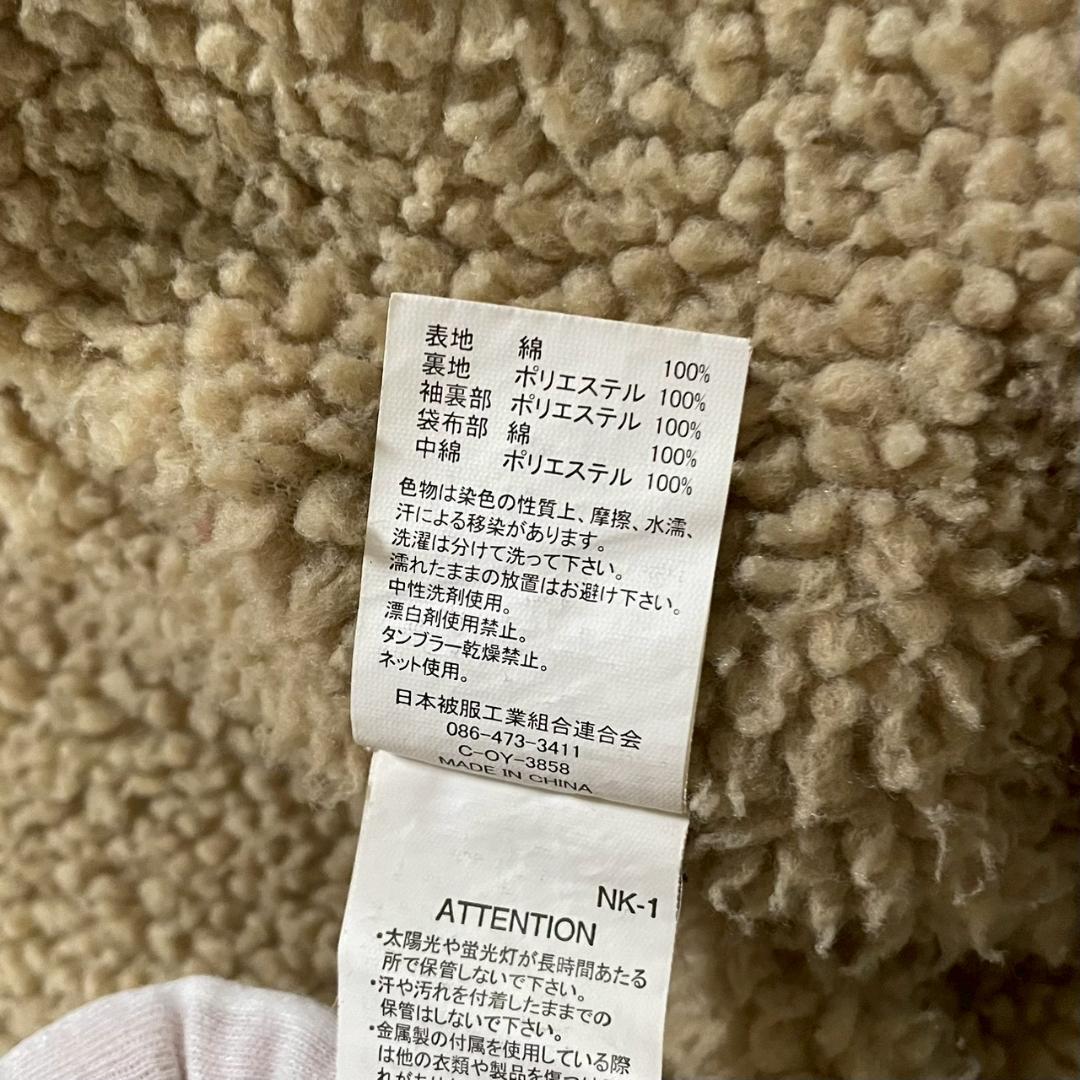 表地 綿 100%
裏地 ポリエステル 100%
袖裏部 ポリエステル 100%
袋布部 綿 100%
中綿 ポリエステル 100%
色物は染色の性質上、摩擦、水濡、
汗による移染があります。
洗濯は分けて洗って下さい。
濡れたままの放置はお避け下さい。
中性洗剤使用。
漂白剤使用禁止。
タンブラー乾燥禁止。
ネット使用。
日本被服工業組合連合会
086-473-3411
C-OY-3858
MADE IN CHINA
NK-1
ATTENTION
・太陽光や蛍光灯が長時間あたる
所で保管しないで下さい。
・汗や汚れを付着したままでの
保管はしないで下さい。
・金属製の付属を使用している際
は他の衣類や製品を傷つけ